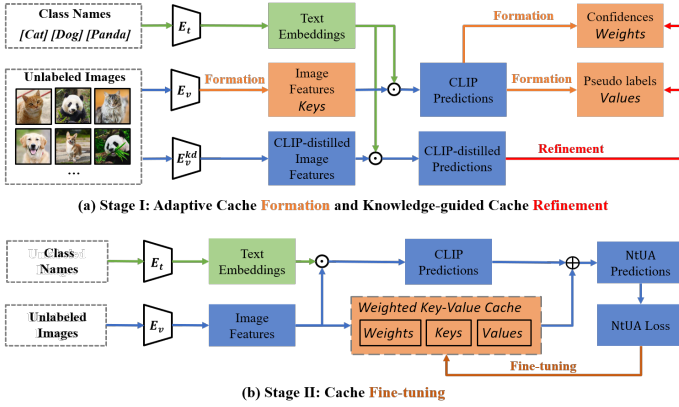 Class Names
[Cat] [Dog] [Panda]
E_t
Text
Embeddings
Confidences
Weights
Formation
Unlabeled Images
E_v
Formation
Image
Features
Keys
CLIP
Predictions
Formation
Pseudo labels
Values
...
E_v^kd
CLIP-distilled
Image
Features
CLIP-distilled
Predictions
Refinement
(a) Stage I: Adaptive Cache Formation and Knowledge-guided Cache Refinement
Class
Names
E_t
Text
Embeddings
CLIP
Predictions
NtUA
Predictions
Unlabeled
Images
E_v
Image
Features
Weighted Key-Value Cache
Weights Keys Values
NtUA Loss
Fine-tuning
(b) Stage II: Cache Fine-tuning